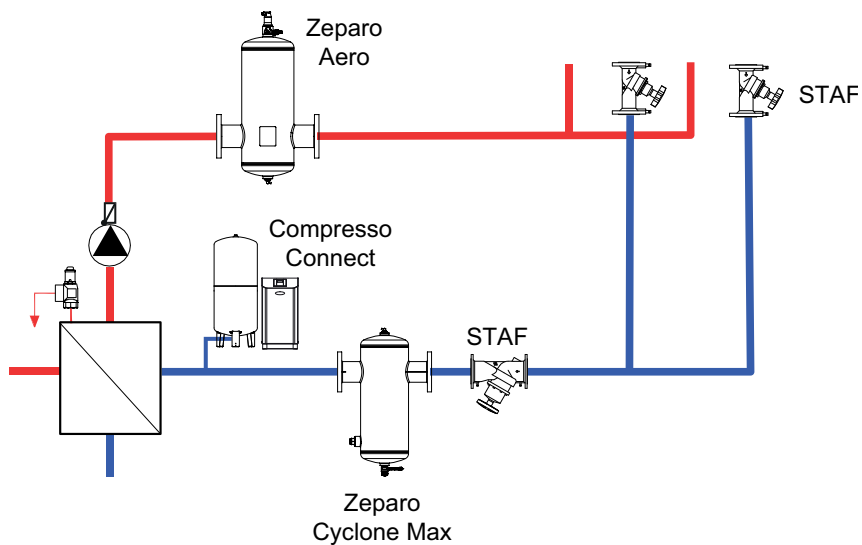 Zeparo
Aero
STAF
Compresso
Connect
STAF
Zeparo
Cyclone Max